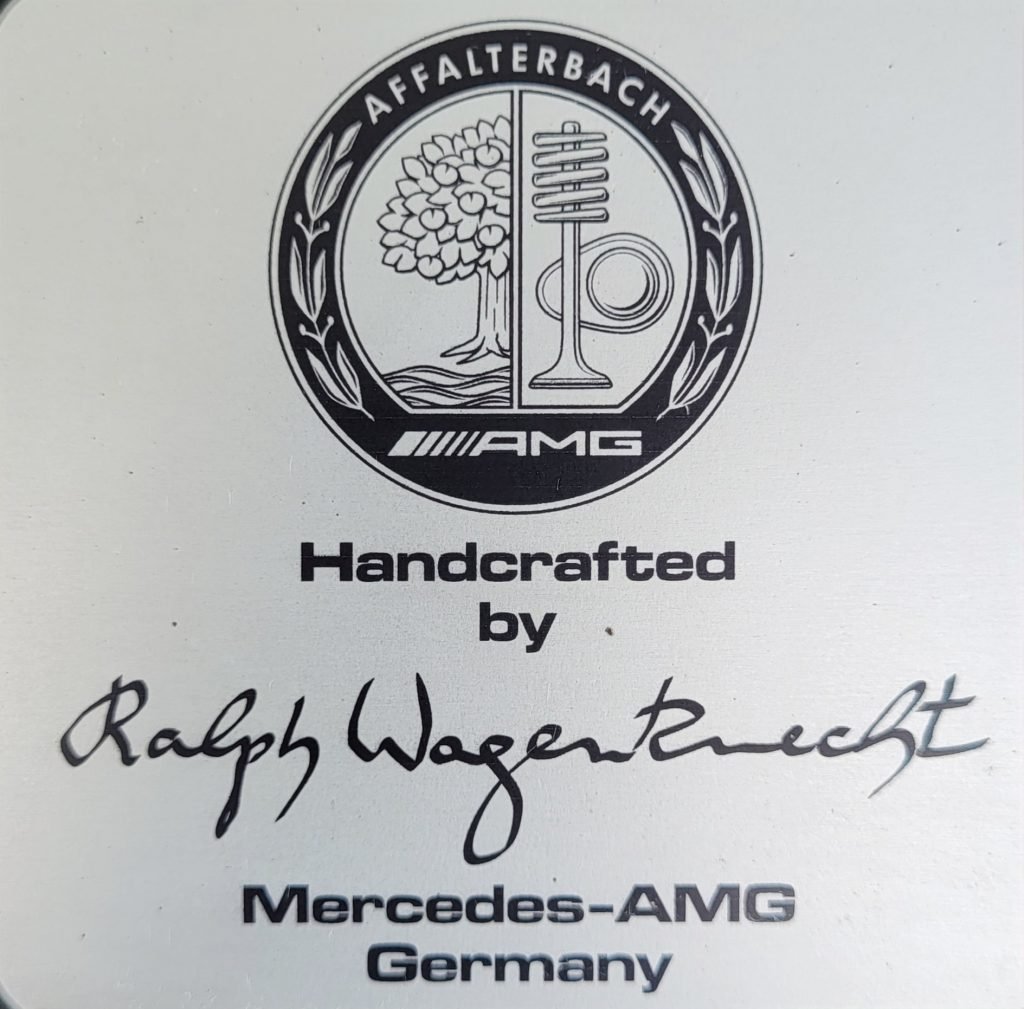 AFFALTERBACH
AMG
Handcrafted
by
Ralph Wagenknecht
Mercedes-AMG
Germany